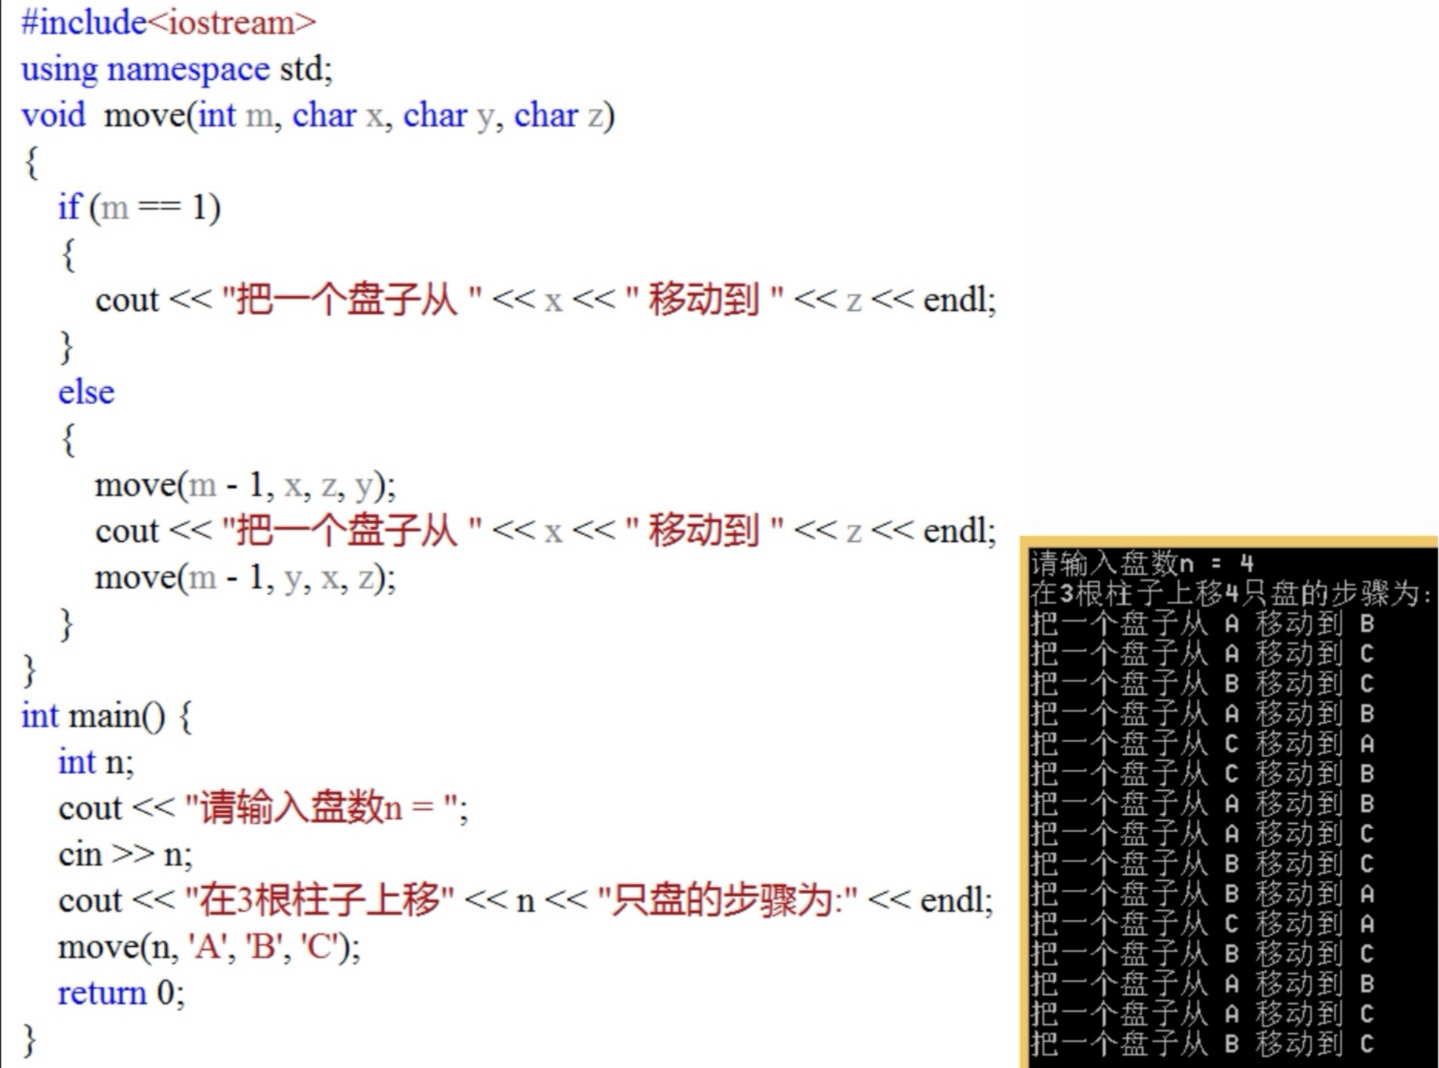 #include<iostream>
using namespace std;
void  move(int m, char x, char y, char z)
{
    if (m == 1)
    {
        cout << "把一个盘子从 " << x << " 移动到 " << z << endl;
    }
    else
    {
        move(m - 1, x, z, y);
        cout << "把一个盘子从 " << x << " 移动到 " << z << endl;
        move(m - 1, y, x, z);
    }
}
int main() {
    int n;
    cout << "请输入盘数n = ";
    cin >> n;
    cout << "在3根柱子上移" << n << "只盘的步骤为:" << endl;
    move(n, 'A', 'B', 'C');
    return 0;
}
请输入盘数n = 4
在3根柱子上移4只盘的步骤为:
把一个盘子从 A 移动到 B
把一个盘子从 A 移动到 C
把一个盘子从 B 移动到 C
把一个盘子从 A 移动到 B
把一个盘子从 C 移动到 A
把一个盘子从 C 移动到 B
把一个盘子从 A 移动到 B
把一个盘子从 A 移动到 C
把一个盘子从 B 移动到 C
把一个盘子从 B 移动到 A
把一个盘子从 C 移动到 A
把一个盘子从 B 移动到 C
把一个盘子从 A 移动到 B
把一个盘子从 A 移动到 C
把一个盘子从 B 移动到 C